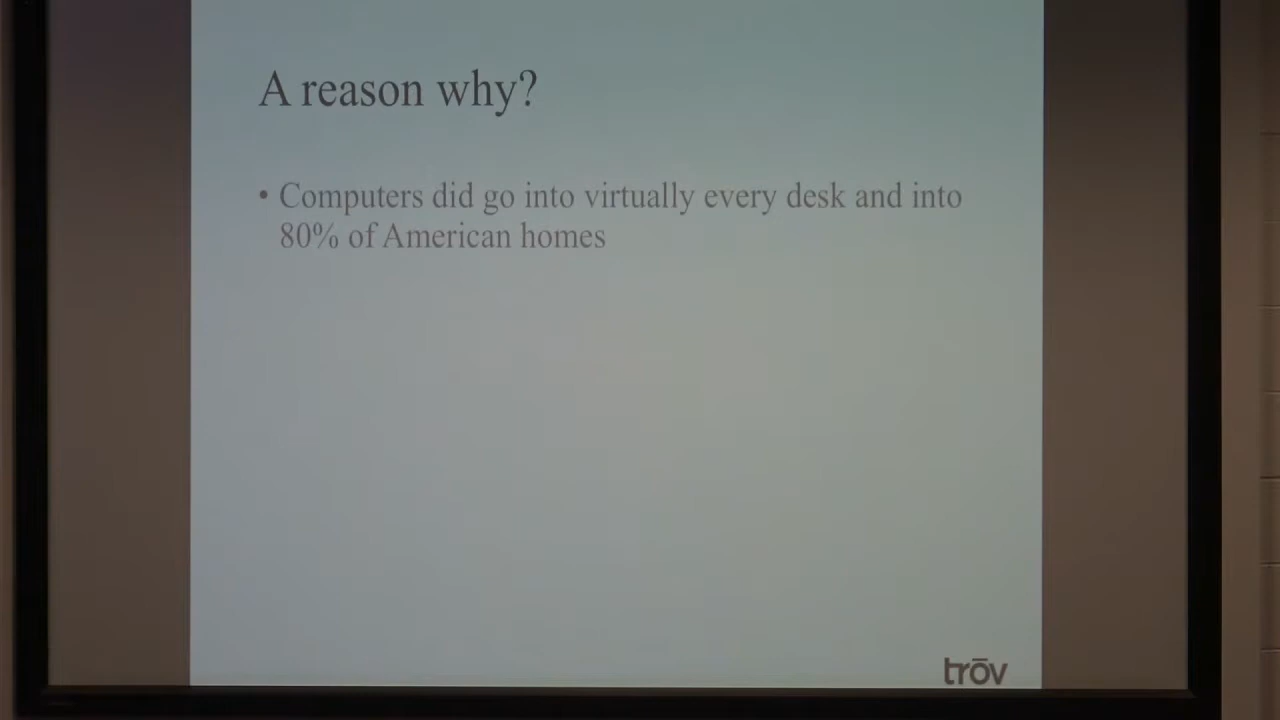 A reason why?
• Computers did go into virtually every desk and into
80% of American homes
trōv